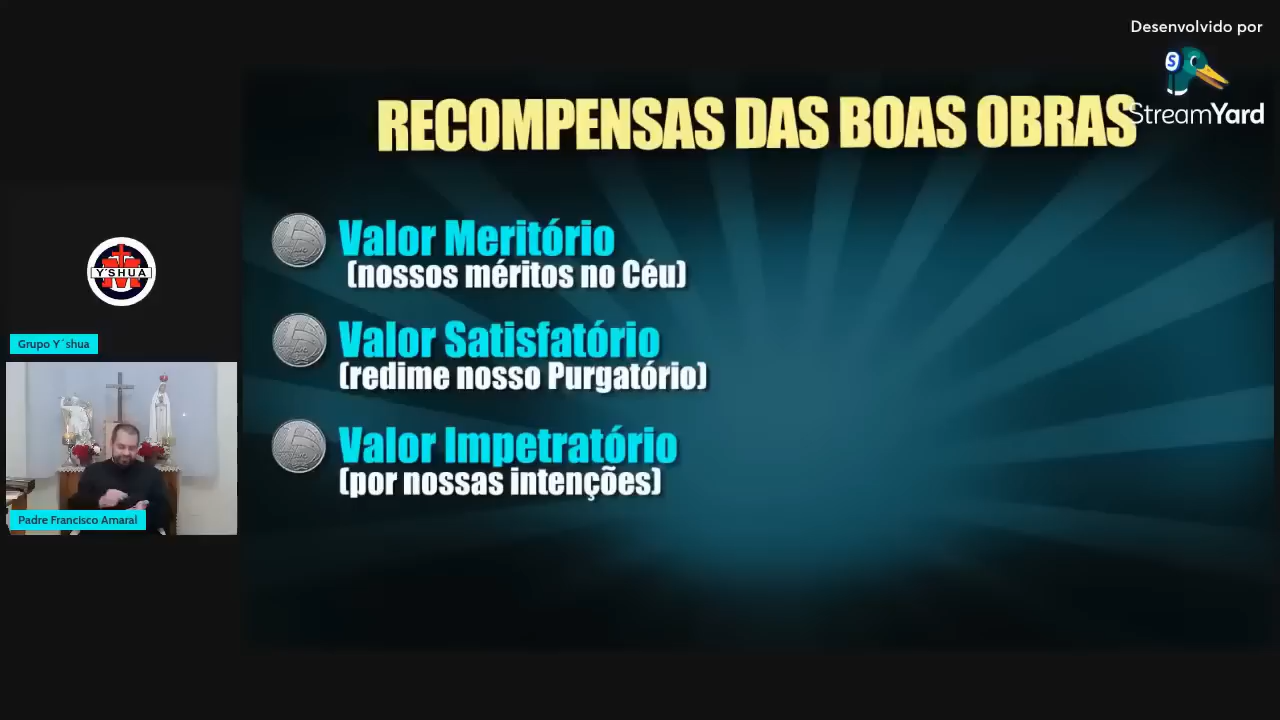 Desenvolvido por
StreamYard
RECOMPENSAS DAS BOAS OBRAS
Valor Meritório
(nossos méritos no Céu)
Valor Satisfatório
(redime nosso Purgatório)
Valor Impetratório
(por nossas intenções)
Y´SHUA
Grupo Y´shua
Padre Francisco Amaral